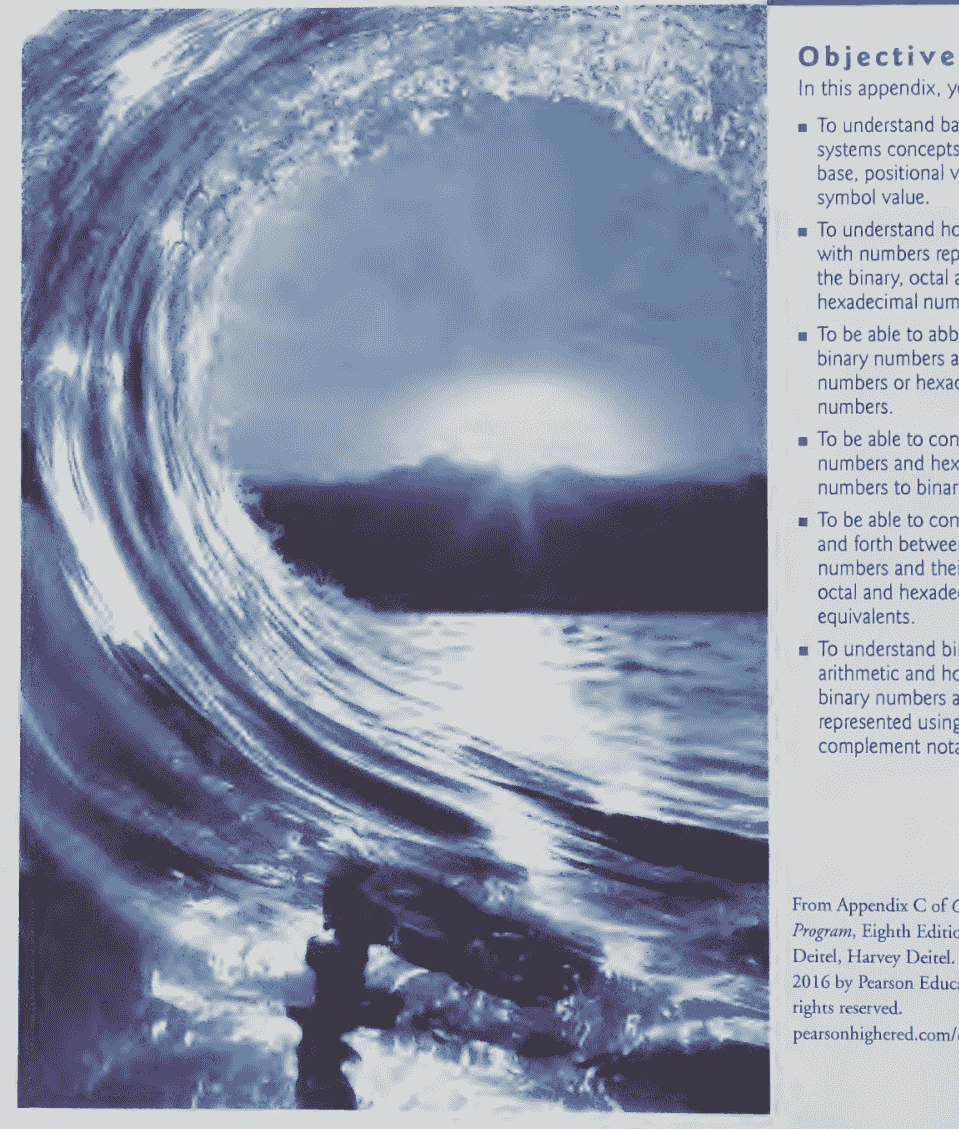 Objective
In this appendix, y
■ To understand ba
systems concepts
base, positional v
symbol value.
■ To understand ho
with numbers rep
the binary, octal a
hexadecimal num
■ To be able to abb
binary numbers a
numbers or hexad
numbers.
■ To be able to con
numbers and hex
numbers to binar
■ To be able to con
and forth between
numbers and thei
octal and hexade
equivalents.
■ To understand bi
arithmetic and ho
binary numbers a
represented using
complement nota
From Appendix C of C
Program, Eighth Editio
Deitel, Harvey Deitel.
2016 by Pearson Educa
rights reserved.
pearsonhighered.com/